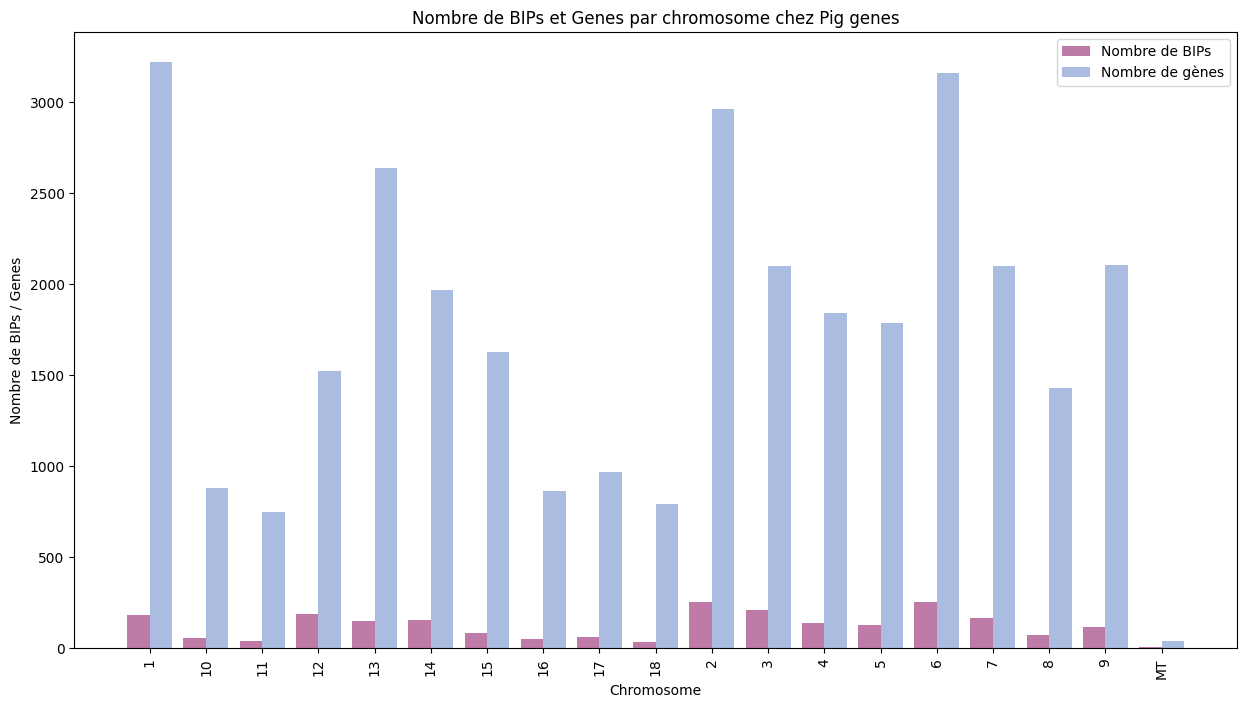 Nombre de BIPs et Genes par chromosome chez Pig genes
Nombre de BIPs
Nombre de gènes
Nombre de BIPs / Genes
3000
2500
2000
1500
1000
500
0
1 10 11 12 13 14 15 16 17 18 2 3 4 5 6 7 8 9 MT
Chromosome